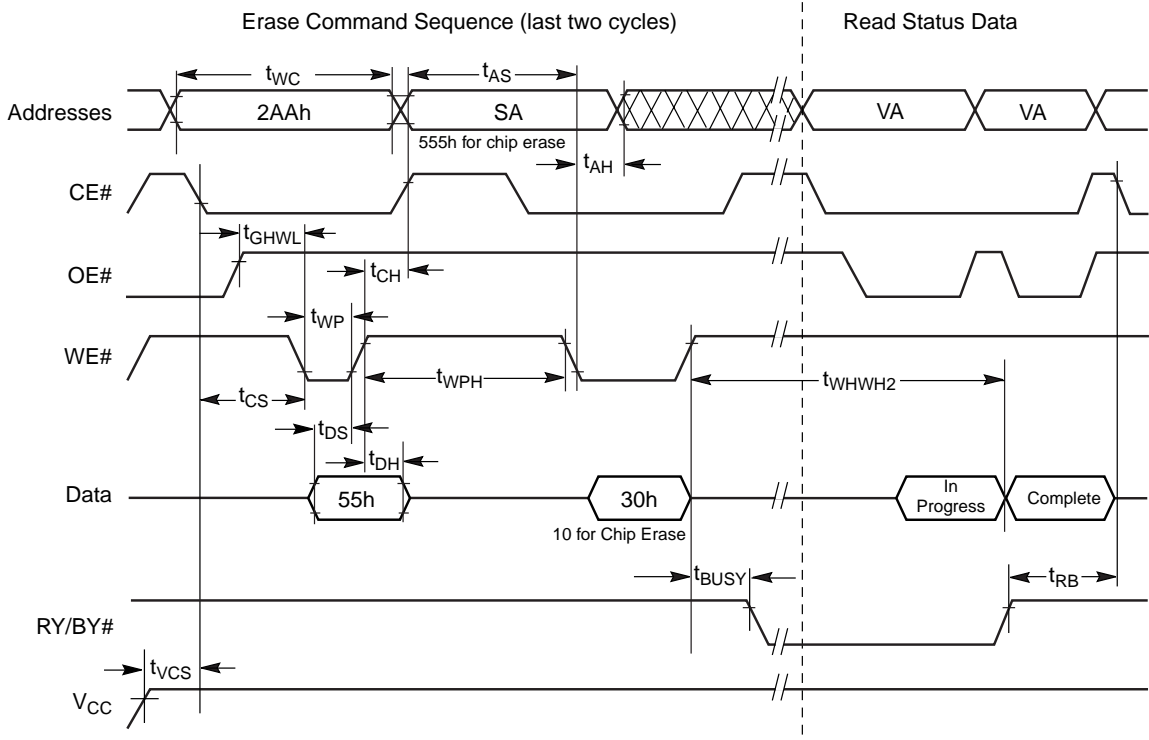 Erase Command Sequence (last two cycles)
Read Status Data
tWC
tAS
Addresses
2AAh
SA
VA
VA
555h for chip erase
tAH
CE#
tGHWL
tCH
OE#
tWP
WE#
tWPH
tWHWH2
tCS
tDS
tDH
Data
55h
30h
In
Progress
Complete
10 for Chip Erase
tBUSY
tRB
RY/BY#
tVCS
VCC